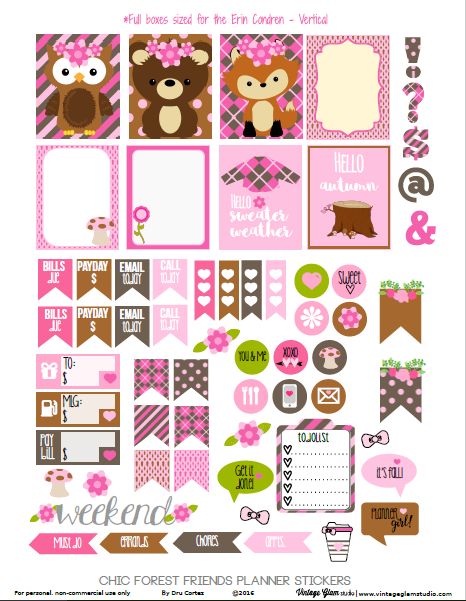 *Full boxes sized for the Erin Condren - Vertical
! ? $ % @ &
HELLO
sweater
weather
HELLO
autumn
BILLS
due
PAYDAY
$
EMAIL
today
CALL
today
BILLS
due
PAYDAY
$
EMAIL
today
CALL
today
sweet
YOU & ME
XOXO
TO:
$
MLG:
$
PAY
bill
$
to do list
Get it
done!
it's fall!
planner
girl!
weekend
MUST DO
ERRANDS
CHORES
APPTS.
CHIC FOREST FRIENDS PLANNER STICKERS
For personal, non-commercial use only
By Dru Cortez
©2016
Vintage Glam studio
www.vintageglamstudio.com